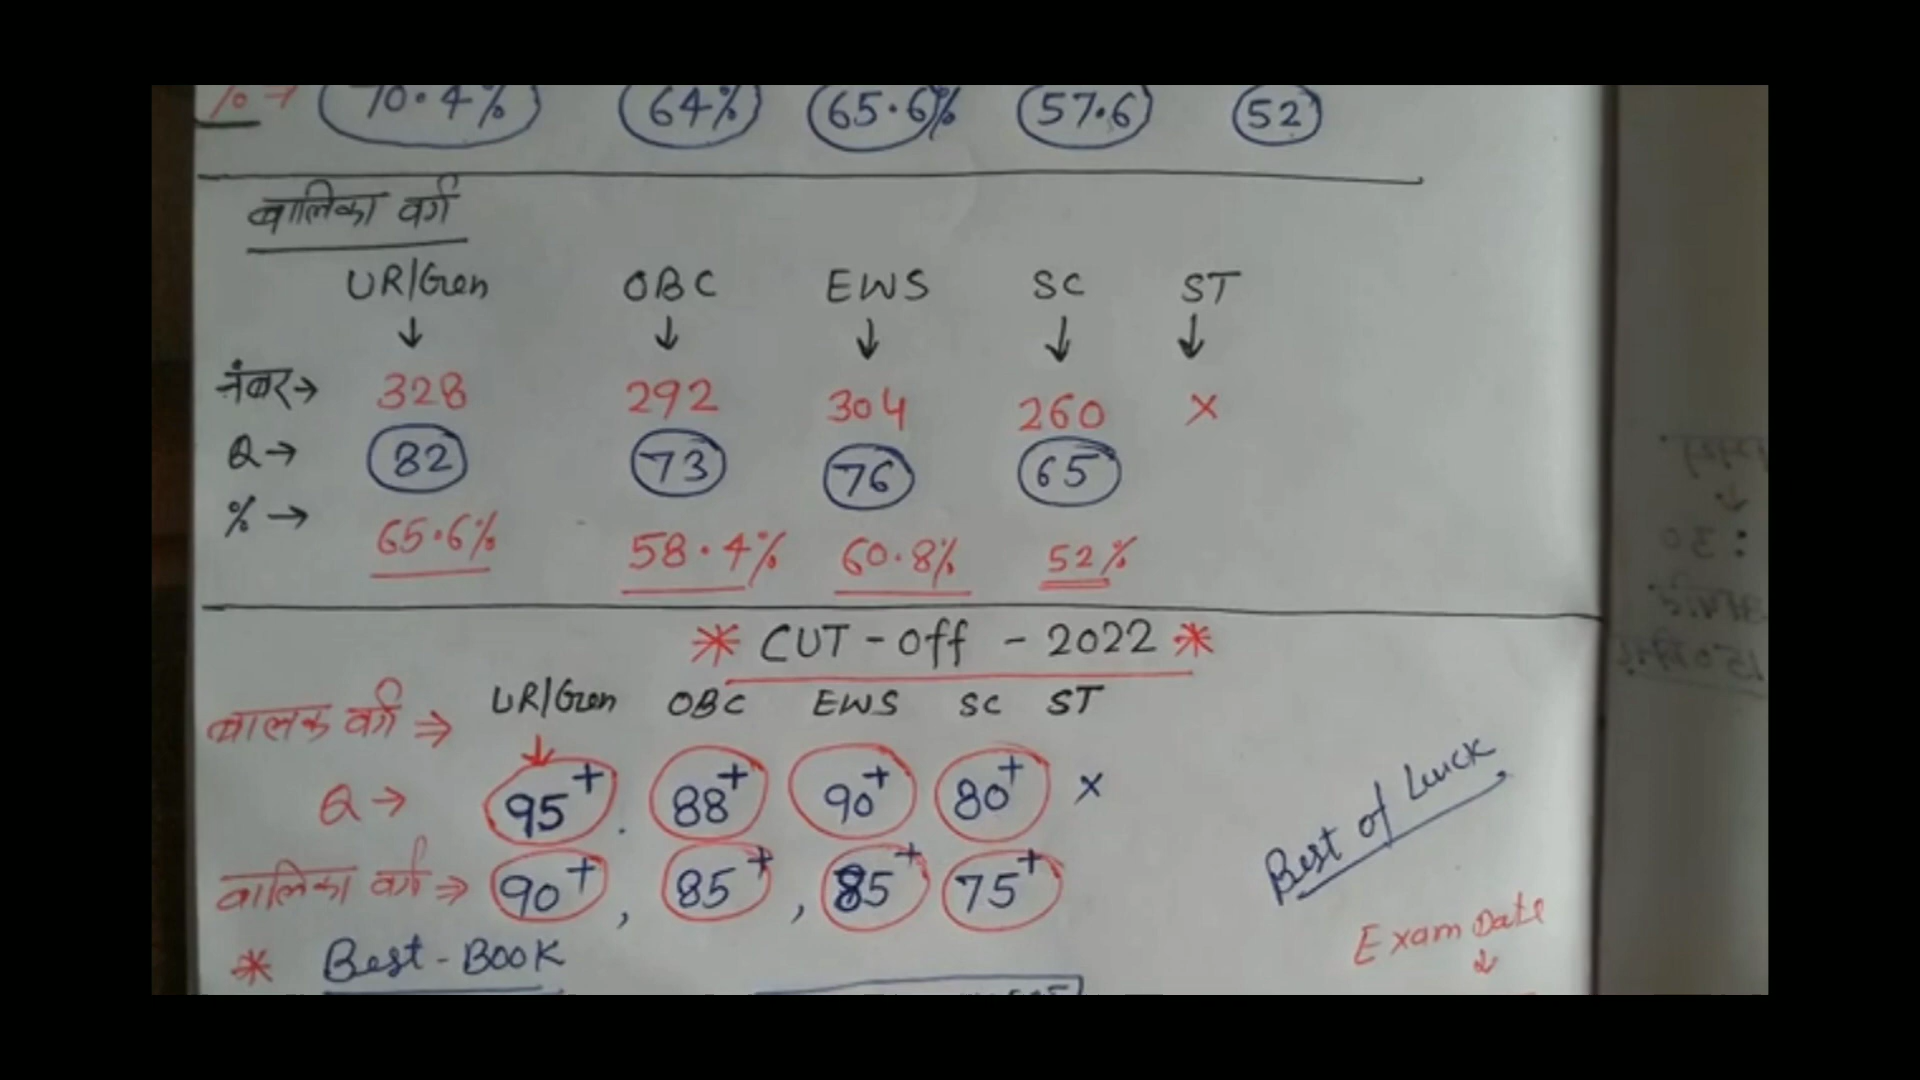 % → 70.4% 64% 65.6% 57.6 52
बालिका वर्ग
UR/Gen OBC EWS SC ST
↓ ↓ ↓ ↓ ↓
नंबर→ 328 292 304 260 ×
Q→ 82 73 76 65
% → 65.6% 58.4% 60.8% 52%
* CUT - off - 2022 *
बालक वर्ग ⇒ UR/Gen OBC EWS SC ST
Q → 95+ . 88+ 90+ 80+ ×
बालिका वर्ग ⇒ 90+ , 85+ , 85+ 75+
Best of Luck
Exam Date
↓
* Best - BOOK